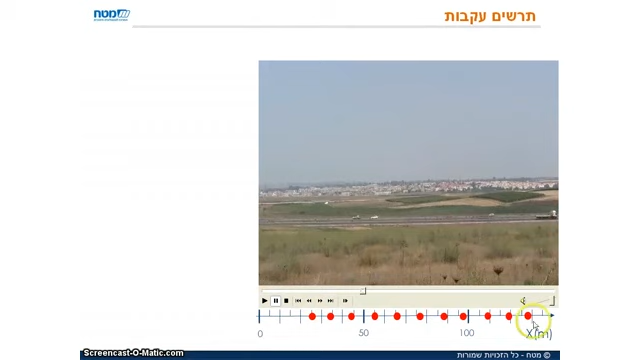 תרשים עקבות
מטח
0 50 100 X(m)
Screencast-O-Matic.com
© מטח - כל הזכויות שמורות